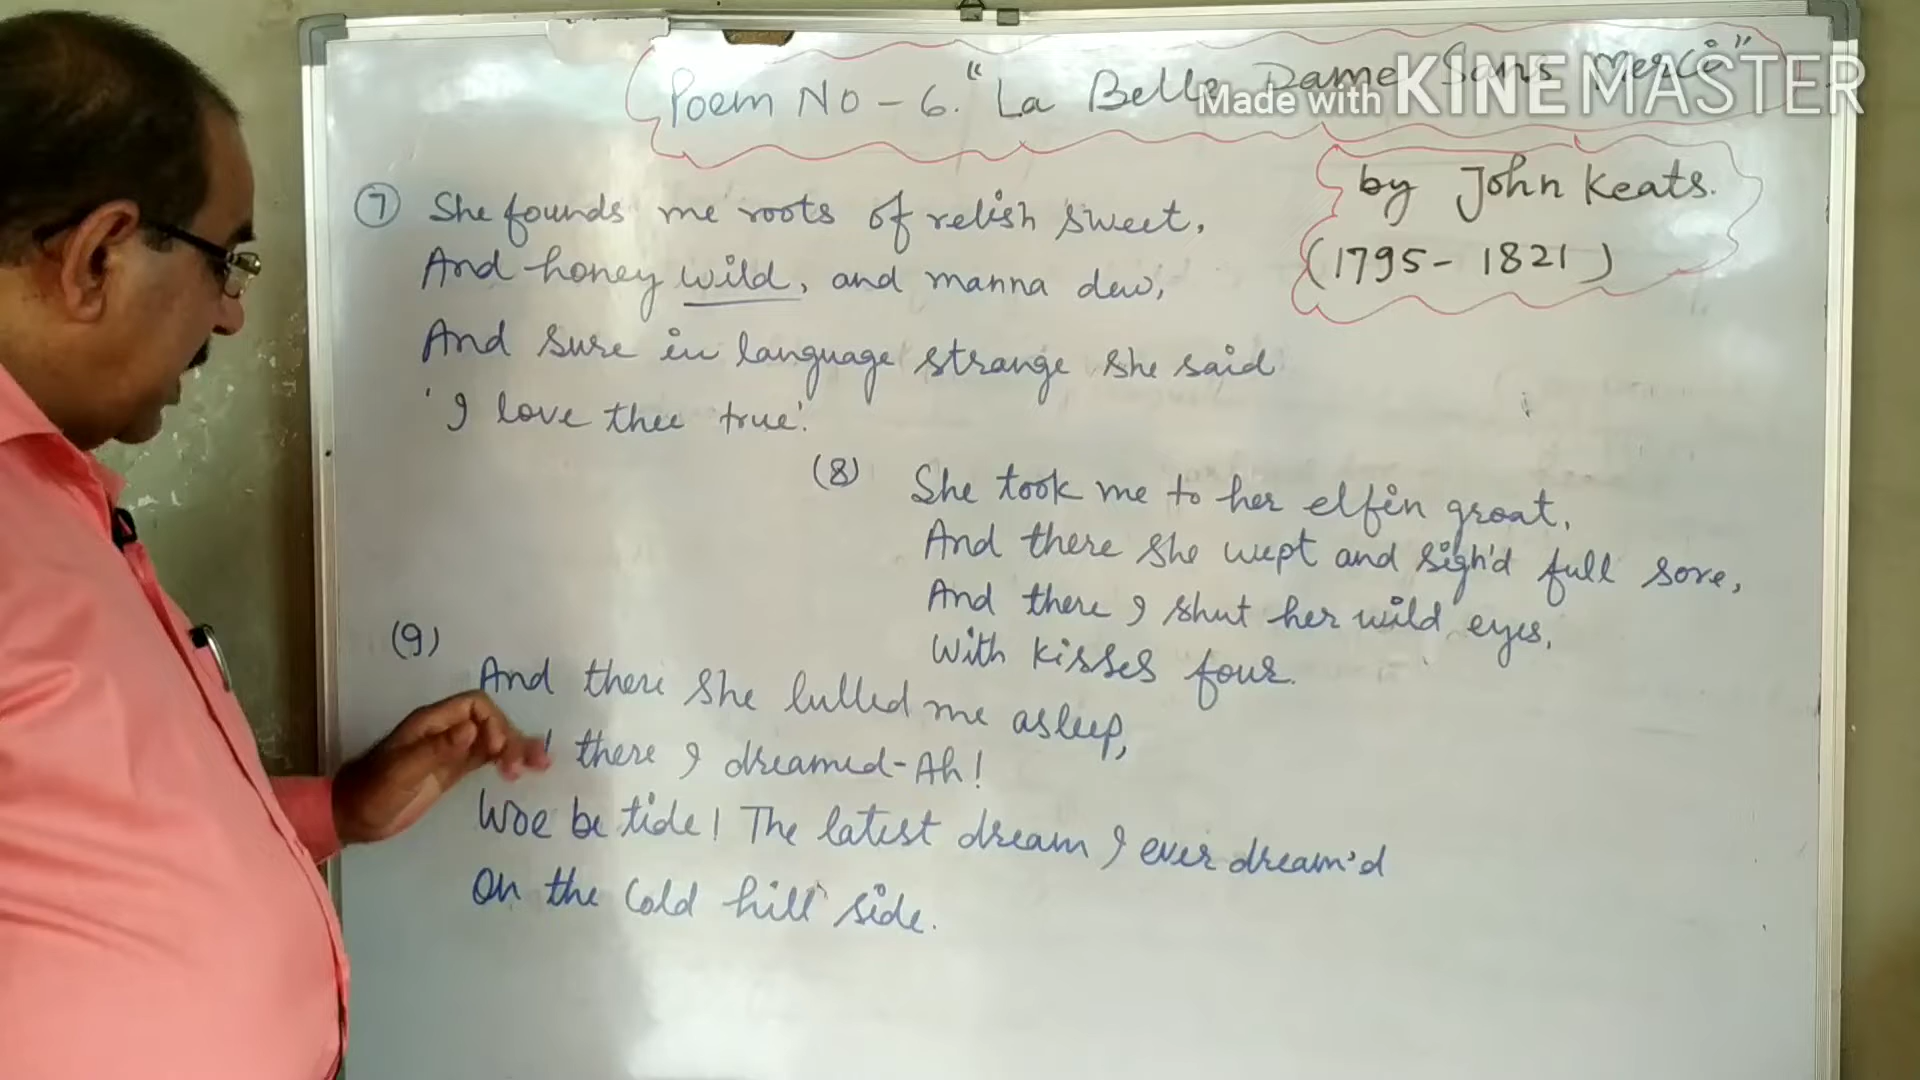 Poem No - 6. "La Belle Dame Sans Merci"
Made with KINEMASTER
by John Keats.
(1795 - 1821)
7 She founds me roots of relish sweet,
And honey wild, and manna dew,
And sure in language strange she said
'I love thee true'.
(8) She took me to her elfin groat,
And there she wept and sigh'd full sore,
And there I shut her wild eyes,
With kisses four.
(9)
And there she lulled me asleep,
there I dreamed-Ah!
Woe be tide! The latest dream I ever dream'd
On the Cold hill side.